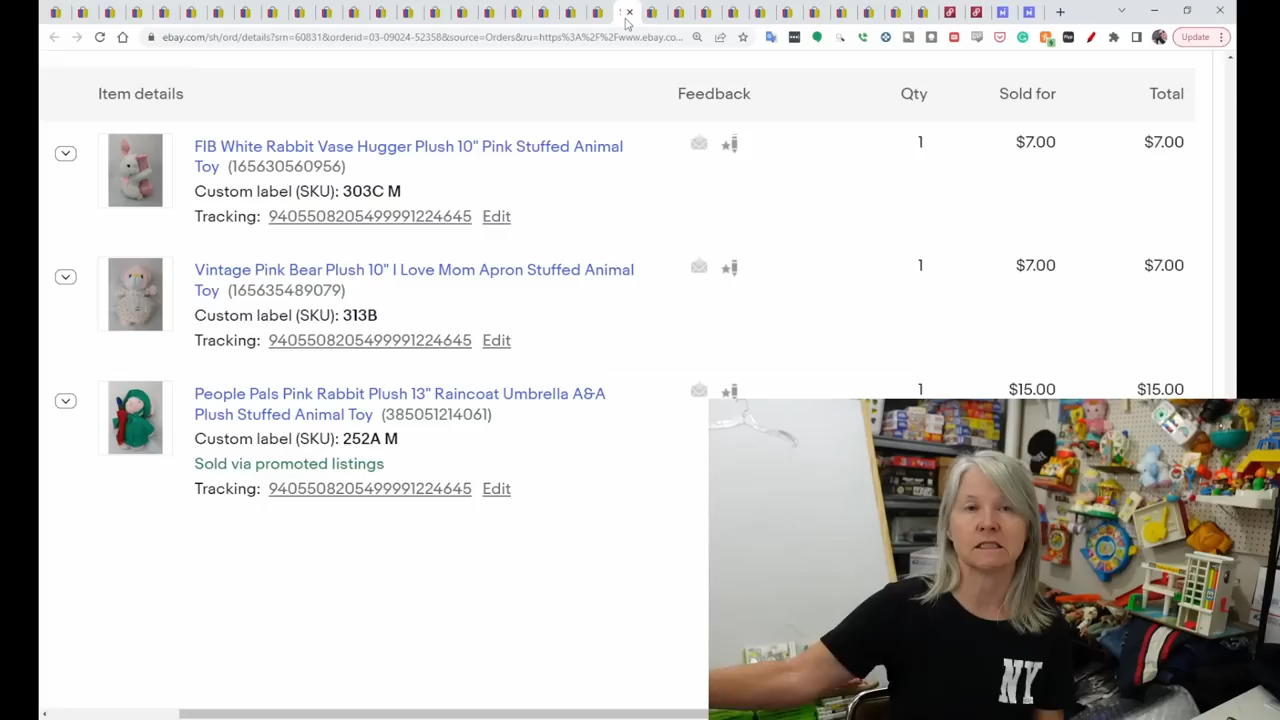 ebay.com/sh/ord/details?srn=60831&orderid=03-09024-52358&source=Orders&ru=https%3A%2F%2Fwww.ebay.co...
Update
Item details
Feedback
Qty
Sold for
Total
FIB White Rabbit Vase Hugger Plush 10" Pink Stuffed Animal
Toy (165630560956)
1
$7.00
$7.00
Custom label (SKU): 303C M
Tracking: 9405508205499991224645 Edit
Vintage Pink Bear Plush 10" I Love Mom Apron Stuffed Animal
Toy (165635489079)
1
$7.00
$7.00
Custom label (SKU): 313B
Tracking: 9405508205499991224645 Edit
People Pals Pink Rabbit Plush 13" Raincoat Umbrella A&A
Plush Stuffed Animal Toy (385051214061)
1
$15.00
$15.00
Custom label (SKU): 252A M
Sold via promoted listings
Tracking: 9405508205499991224645 Edit
NY